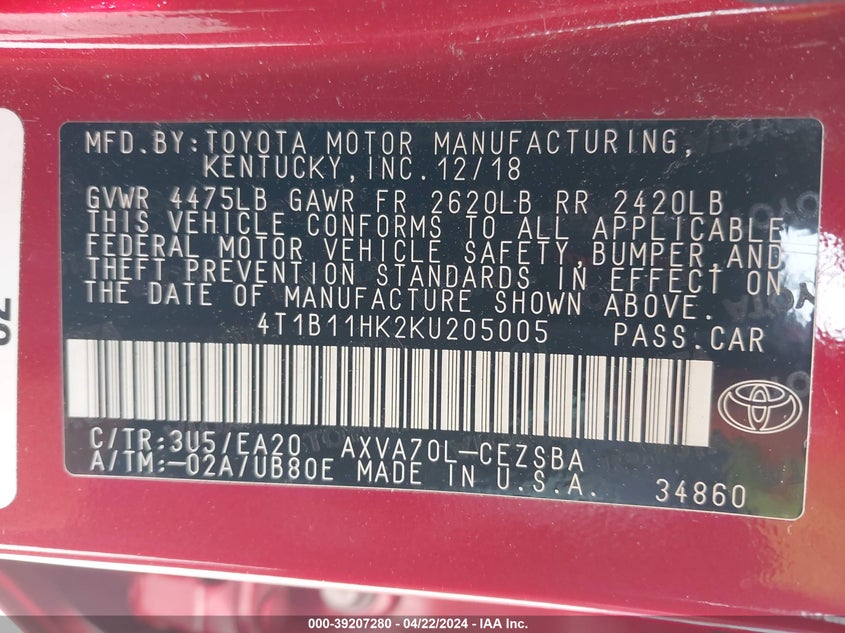 MFD.BY:TOYOTA MOTOR MANUFACTURING,
KENTUCKY,INC.12/18
GVWR 4475LB GAWR FR 2620LB RR 2420LB
THIS VEHICLE CONFORMS TO ALL APPLICABLE
FEDERAL MOTOR VEHICLE SAFETY,BUMPER,AND
THEFT PREVENTION STANDARDS IN EFFECT ON
THE DATE OF MANUFACTURE SHOWN ABOVE.
4T1B11HK2KU205005 PASS.CAR
C/TR:3U5/EA20 AXVA70L-CEZSBA
A/TM:-02A/UB80E MADE IN U.S.A. 34860
000-39207280 - 04/22/2024 - IAA Inc.